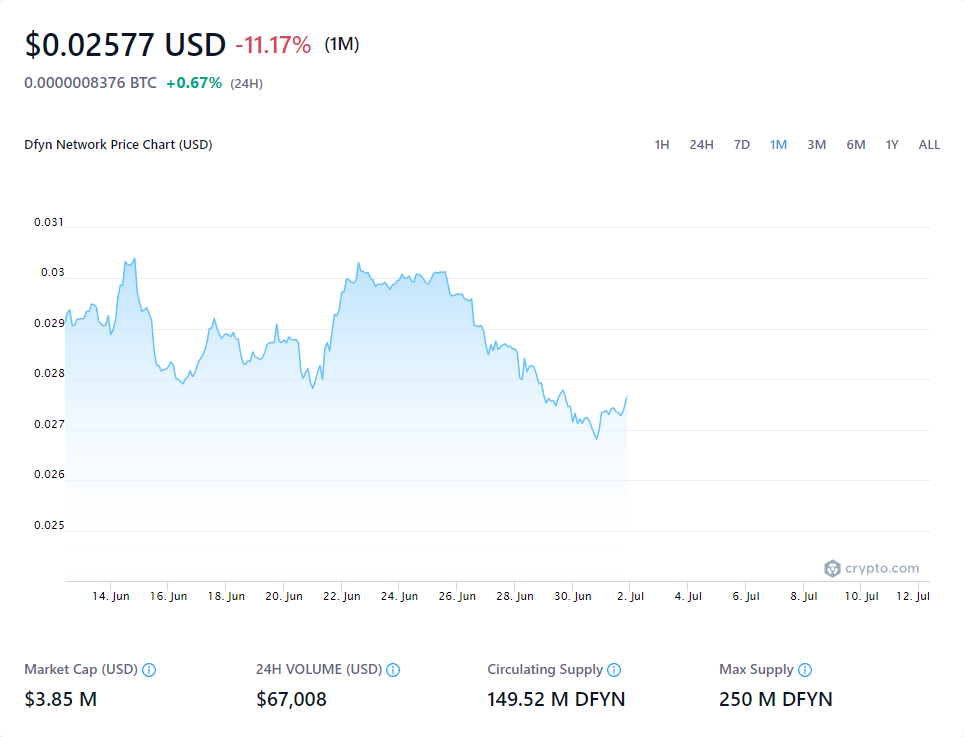 $0.02577 USD -11.17% (1M)
0.0000008376 BTC +0.67% (24H)
Dfyn Network Price Chart (USD)
1H 24H 7D 1M 3M 6M 1Y ALL
0.031
0.03
0.029
0.028
0.027
0.026
0.025
crypto.com
14. Jun 16. Jun 18. Jun 20. Jun 22. Jun 24. Jun 26. Jun 28. Jun 30. Jun 2. Jul 4. Jul 6. Jul 8. Jul 10. Jul 12. Jul
Market Cap (USD) 24H VOLUME (USD) Circulating Supply Max Supply
$3.85 M $67,008 149.52 M DFYN 250 M DFYN